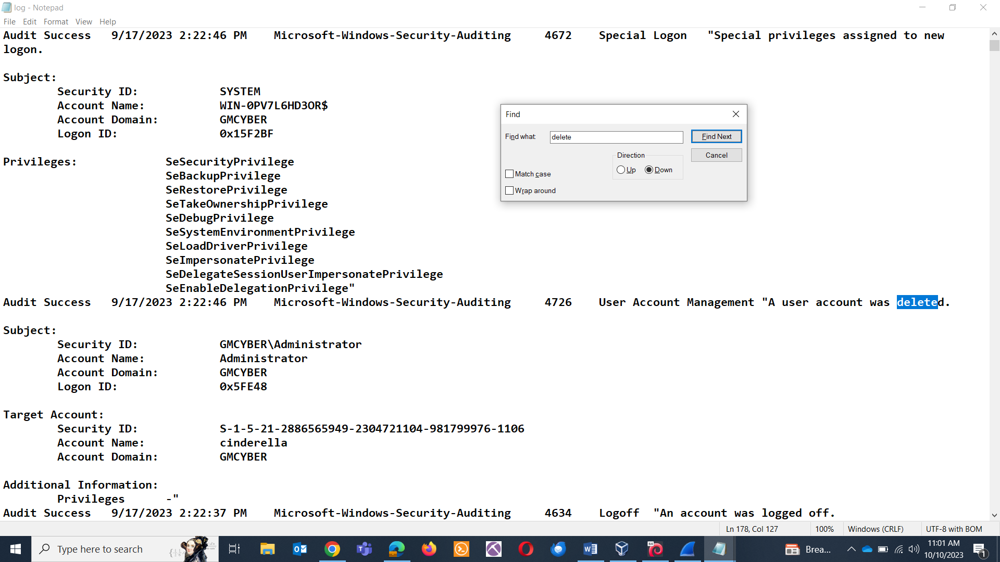 log - Notepad
File Edit Format View Help
Audit Success 9/17/2023 2:22:46 PM Microsoft-Windows-Security-Auditing 4672 Special Logon "Special privileges assigned to new
logon.
Subject:
Security ID: SYSTEM
Account Name: WIN-0PV7L6HD3OR$
Account Domain: GMCYBER
Logon ID: 0x15F2BF
Privileges: SeSecurityPrivilege
SeBackupPrivilege
SeRestorePrivilege
SeTakeOwnershipPrivilege
SeDebugPrivilege
SeSystemEnvironmentPrivilege
SeLoadDriverPrivilege
SeImpersonatePrivilege
SeDelegateSessionUserImpersonatePrivilege
SeEnableDelegationPrivilege"
Audit Success 9/17/2023 2:22:46 PM Microsoft-Windows-Security-Auditing 4726 User Account Management "A user account was deleted.
Subject:
Security ID: GMCYBER\Administrator
Account Name: Administrator
Account Domain: GMCYBER
Logon ID: 0x5FE48
Target Account:
Security ID: S-1-5-21-2886565949-2304721104-981799976-1106
Account Name: cinderella
Account Domain: GMCYBER
Additional Information:
Privileges -"
Audit Success 9/17/2023 2:22:37 PM Microsoft-Windows-Security-Auditing 4634 Logoff "An account was logged off.
Find
Find what: delete Find Next
Direction Cancel
Up Down
Match case
Wrap around
Ln 178, Col 127 100% Windows (CRLF) UTF-8 with BOM
Type here to search
64
Brea...
11:01 AM
10/10/2023
1